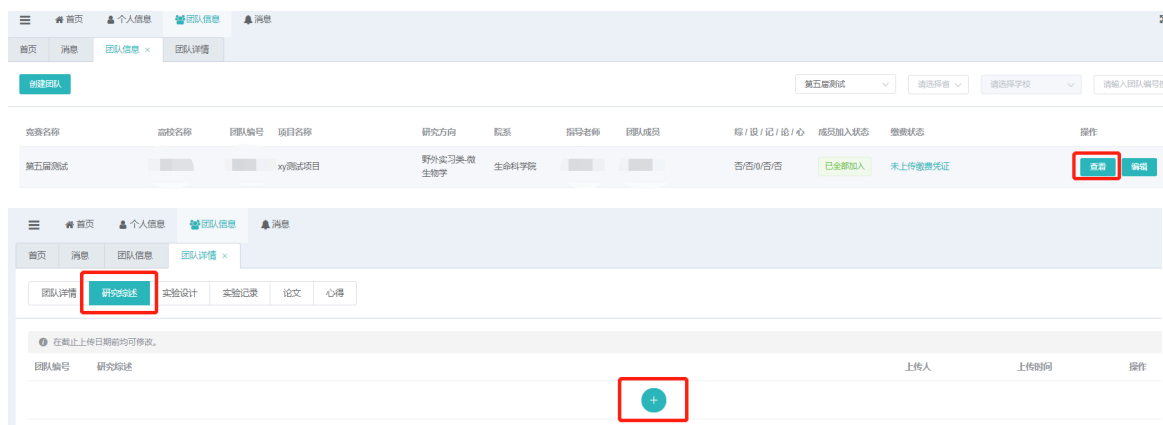 首页 个人信息 团队信息 消息
首页 消息 团队信息 × 团队详情
创建团队 第五届测试 请选择省 请选择学校 请输入团队编号
竞赛名称 高校名称 团队编号 项目名称 研究方向 院系 指导老师 团队成员 综/设/记/论/心 成员加入状态 缴费状态 操作
第五届测试 xy测试项目 野外实习类-微 生命科学院 否/否/0/否/否 已全部加入 未上传缴费凭证 查看 编辑
生物学
首页 个人信息 团队信息 消息
首页 消息 团队信息 团队详情 ×
团队详情 研究综述 实验设计 实验记录 论文 心得
在截止上传日期前均可修改。
团队编号 研究综述 上传人 上传时间 操作
+